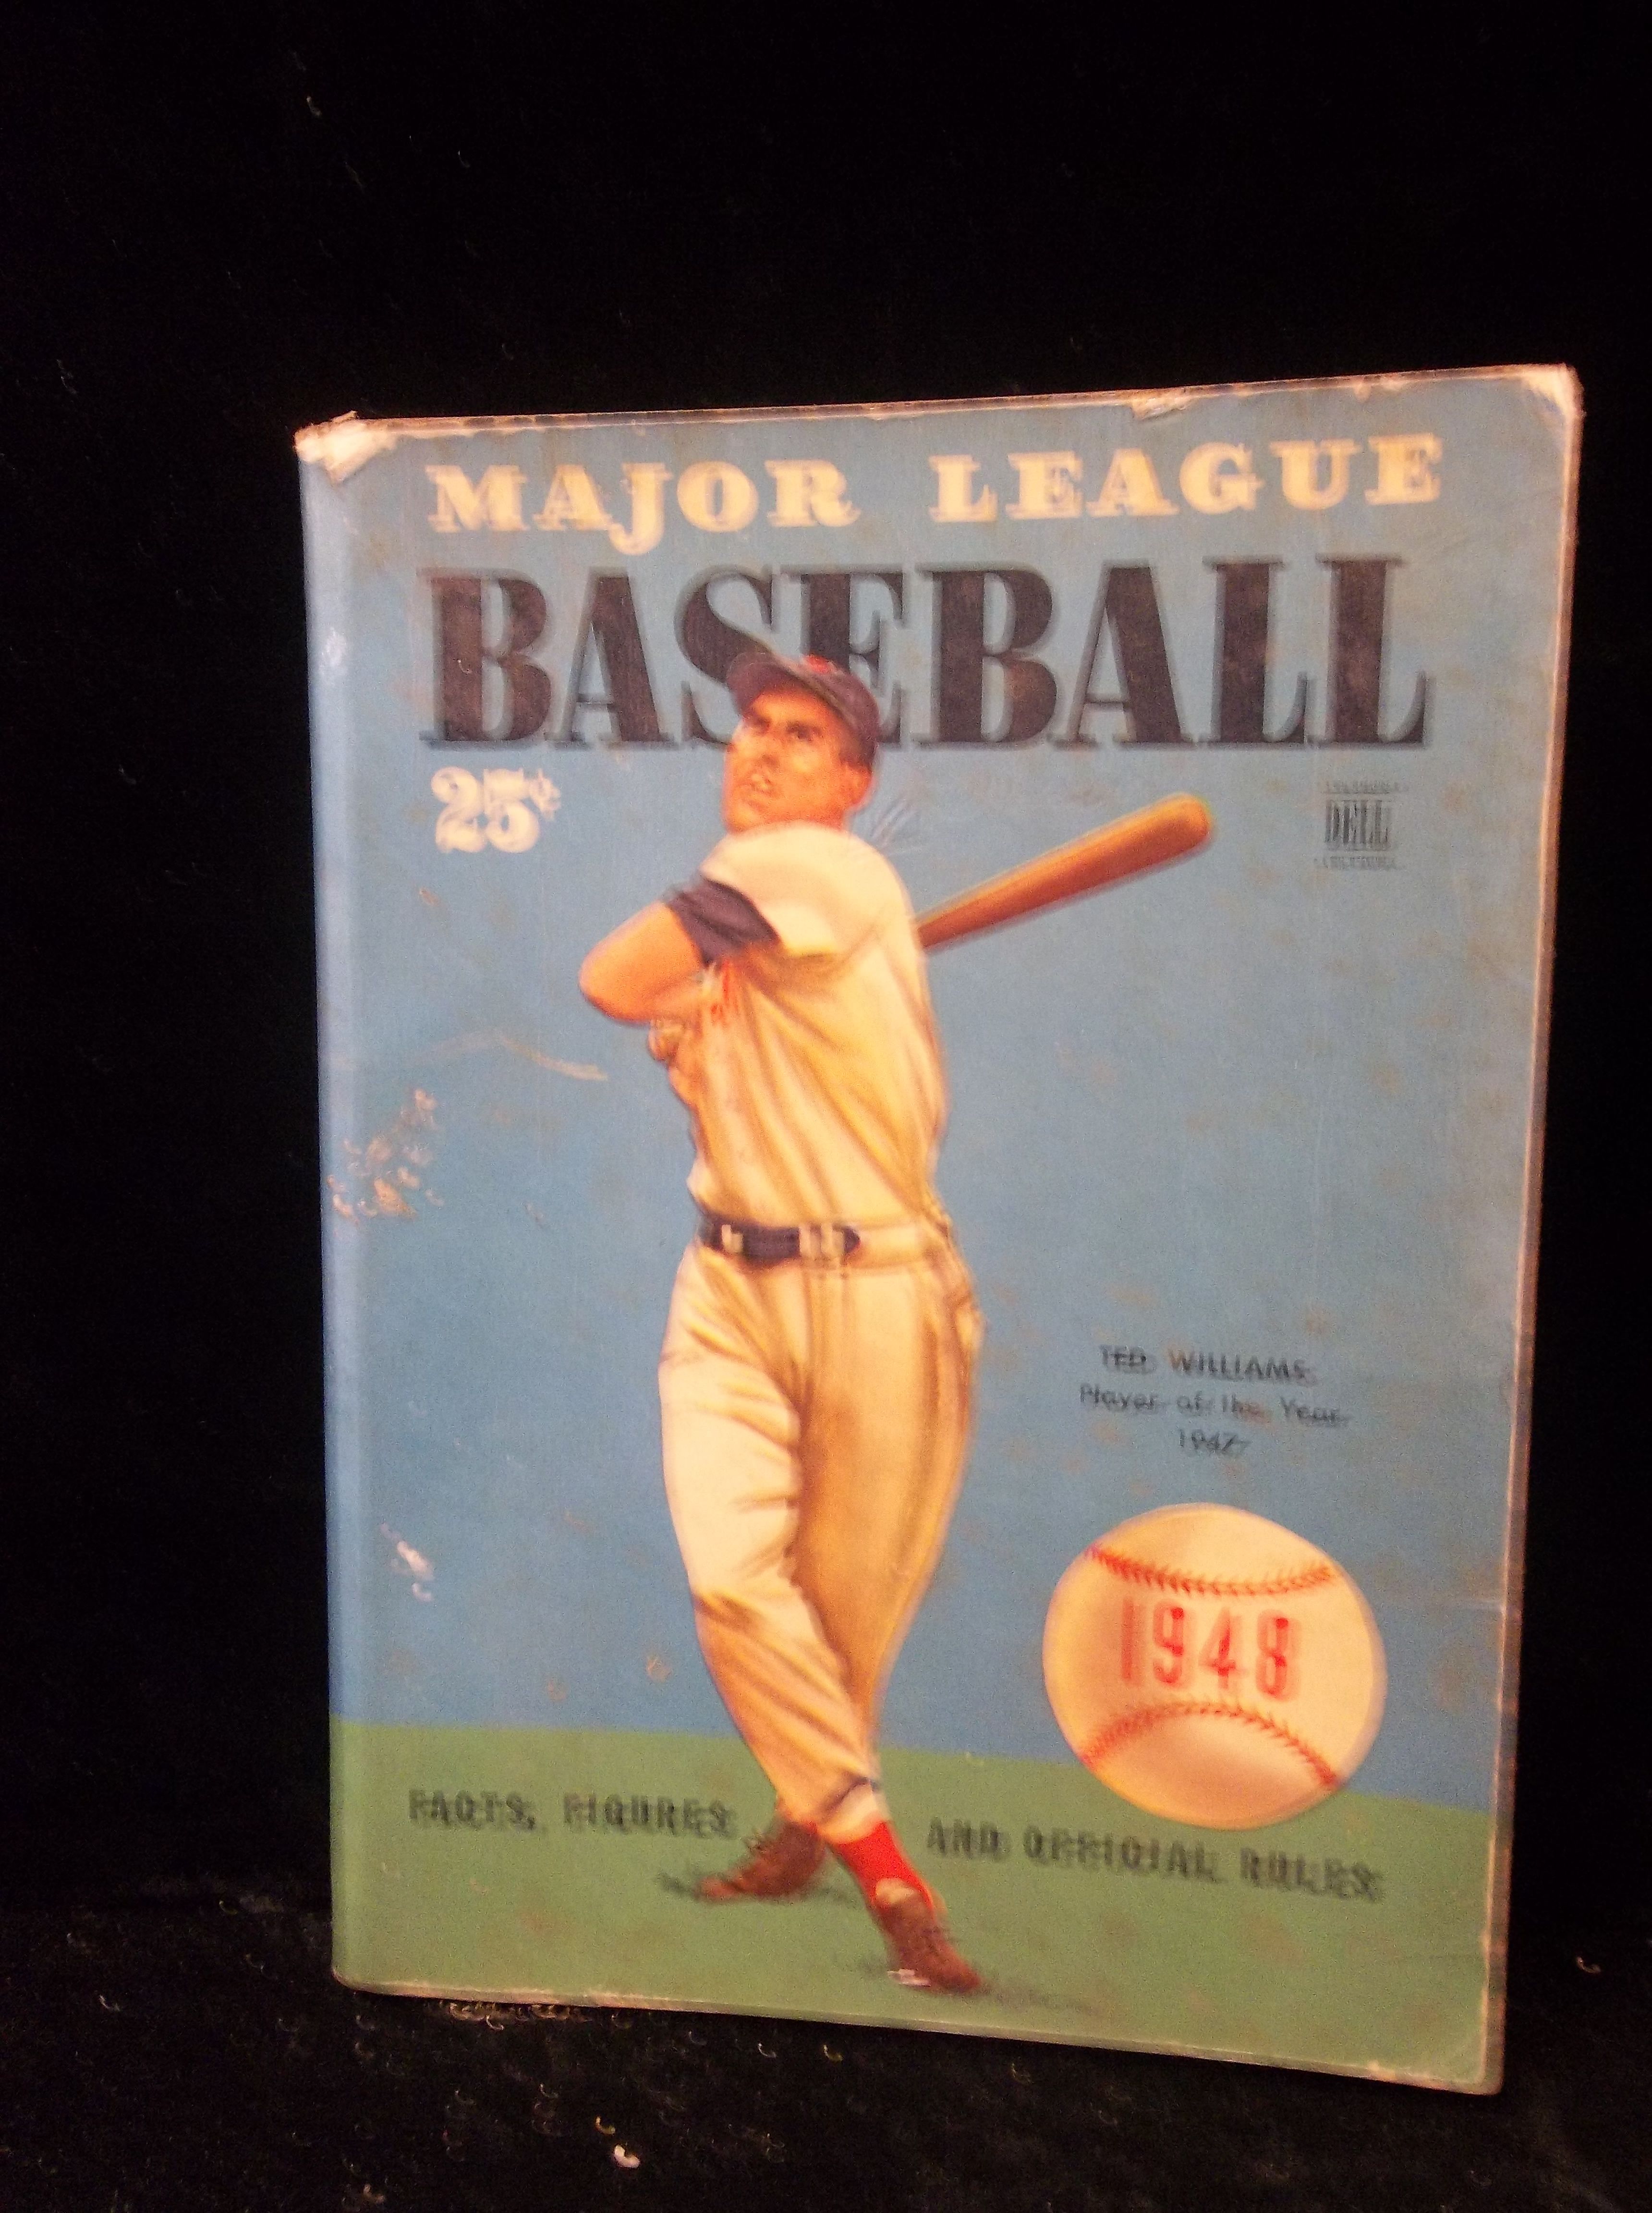 MAJOR LEAGUE
BASEBALL
25¢
DELL
TED WILLIAMS
Player of the Year
1947
1948
FACTS, FIGURES AND OFFICIAL RULES